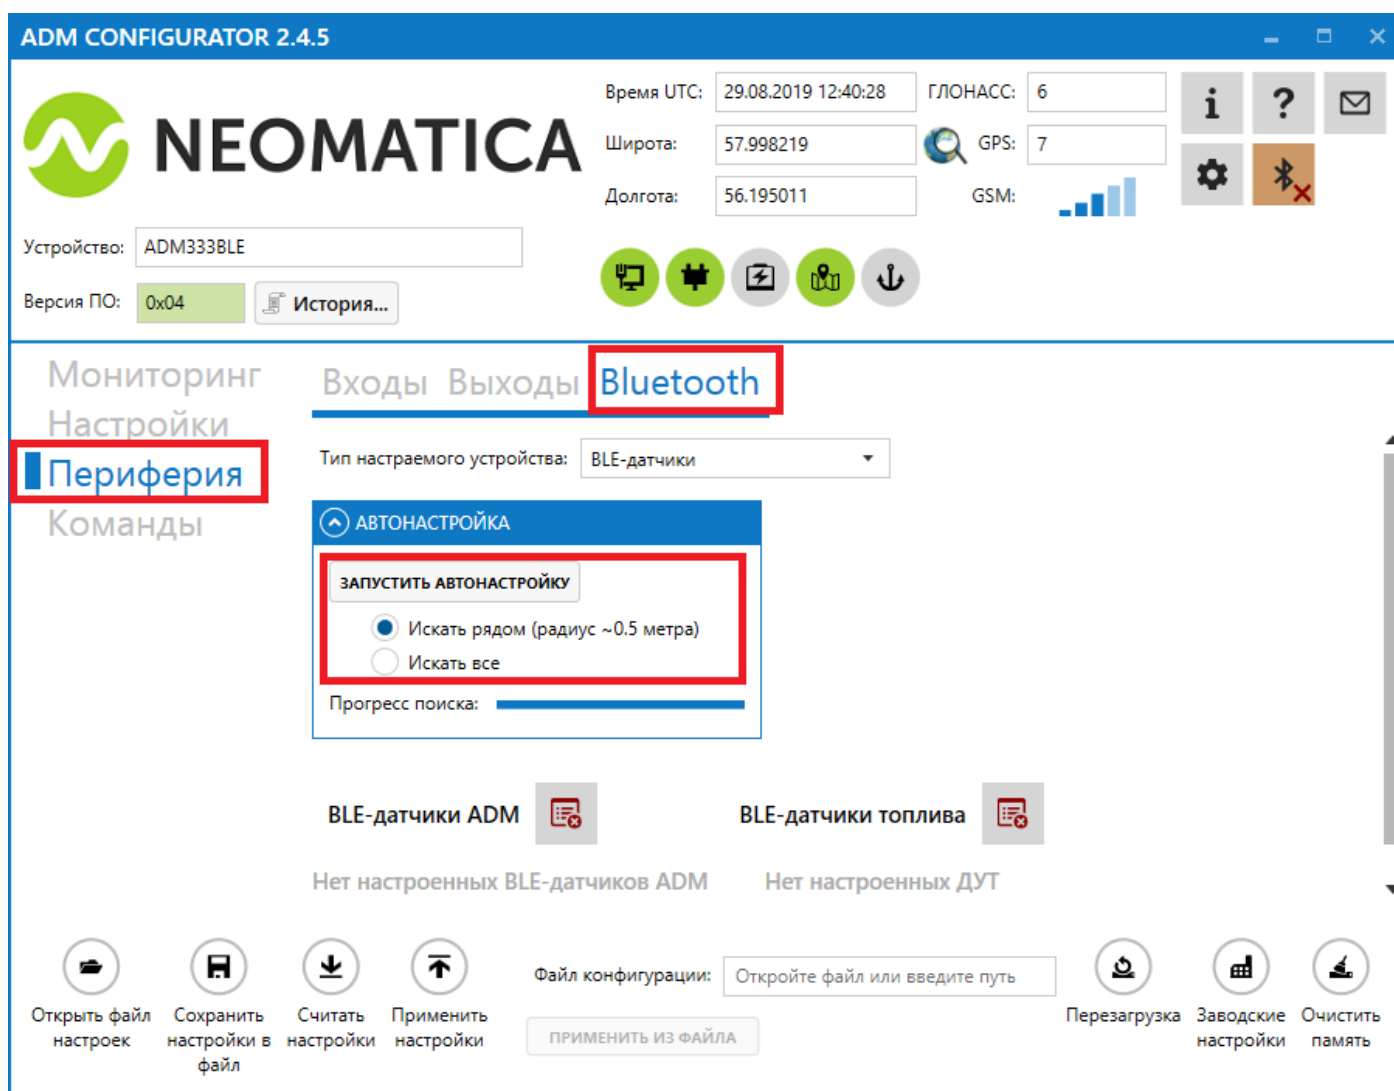 ADM CONFIGURATOR 2.4.5
NEOMATICA
Время UTC: 29.08.2019 12:40:28 ГЛОНАСС: 6
Широта: 57.998219 GPS: 7
Долгота: 56.195011 GSM:
Устройство: ADM333BLE
Версия ПО: 0x04 История...
Мониторинг
Настройки
Периферия
Команды
Входы Выходы Bluetooth
Тип настраемого устройства: BLE-датчики
АВТОНАСТРОЙКА
ЗАПУСТИТЬ АВТОНАСТРОЙКУ
Искать рядом (радиус ~0.5 метра)
Искать все
Прогресс поиска:
BLE-датчики ADM BLE-датчики топлива
Нет настроенных BLE-датчиков ADM Нет настроенных ДУТ
Открыть файл настроек
Сохранить настройки в файл
Считать настройки
Применить настройки
Файл конфигурации: Откройте файл или введите путь
ПРИМЕНИТЬ ИЗ ФАЙЛА
Перезагрузка
Заводские настройки
Очистить память